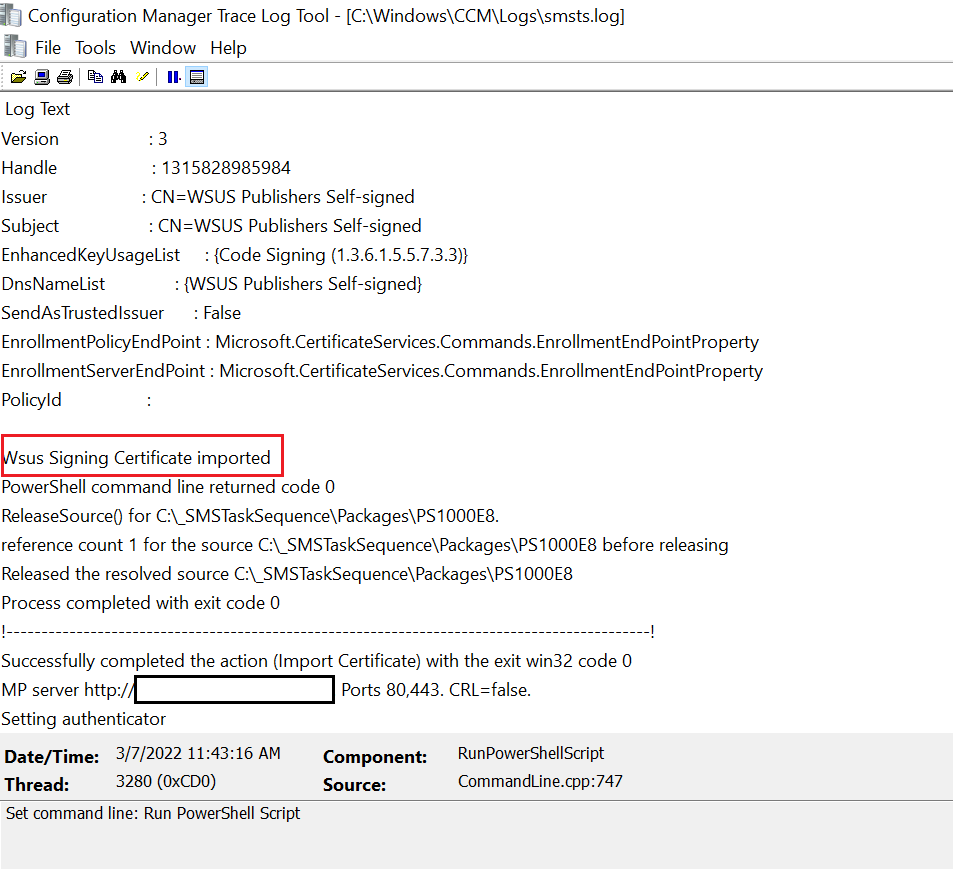 Configuration Manager Trace Log Tool - [C:\Windows\CCM\Logs\smsts.log]
File Tools Window Help
Log Text
Version : 3
Handle : 1315828985984
Issuer : CN=WSUS Publishers Self-signed
Subject : CN=WSUS Publishers Self-signed
EnhancedKeyUsageList : {Code Signing (1.3.6.1.5.5.7.3.3)}
DnsNameList : {WSUS Publishers Self-signed}
SendAsTrustedIssuer : False
EnrollmentPolicyEndPoint : Microsoft.CertificateServices.Commands.EnrollmentEndPointProperty
EnrollmentServerEndPoint : Microsoft.CertificateServices.Commands.EnrollmentEndPointProperty
PolicyId :
Wsus Signing Certificate imported
PowerShell command line returned code 0
ReleaseSource() for C:\_SMSTaskSequence\Packages\PS1000E8.
reference count 1 for the source C:\_SMSTaskSequence\Packages\PS1000E8 before releasing
Released the resolved source C:\_SMSTaskSequence\Packages\PS1000E8
Process completed with exit code 0
!--------------------------------------------------------------------------------------------!
Successfully completed the action (Import Certificate) with the exit win32 code 0
MP server http:// Ports 80,443. CRL=false.
Setting authenticator
Date/Time: 3/7/2022 11:43:16 AM Component: RunPowerShellScript
Thread: 3280 (0xCD0) Source: CommandLine.cpp:747
Set command line: Run PowerShell Script